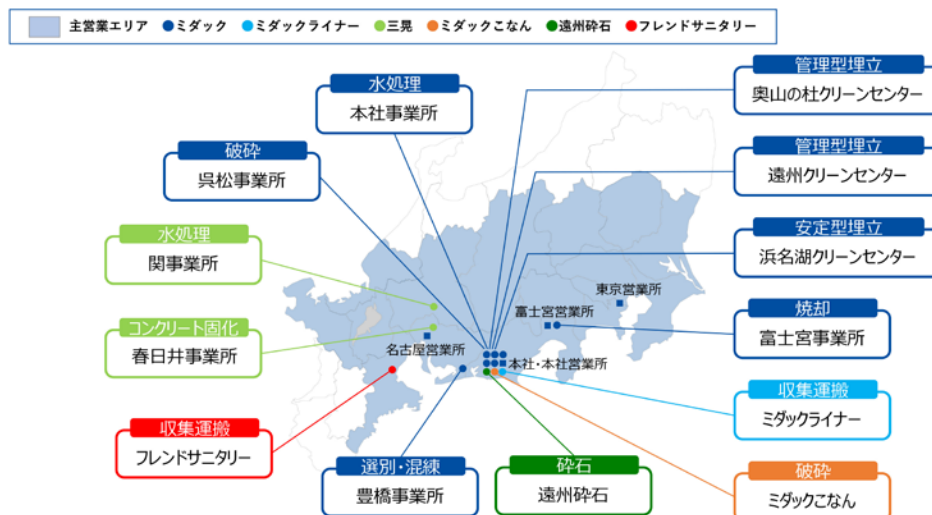 主営業エリア ミダック ミダックライナー 三晃 ミダックこなん 遠州砕石 フレンドサニタリー
水処理
本社事業所
管理型埋立
奥山の杜クリーンセンター
破砕
呉松事業所
管理型埋立
遠州クリーンセンター
水処理
関事業所
安定型埋立
浜名湖クリーンセンター
東京営業所
富士宮営業所
焼却
富士宮事業所
コンクリート固化
春日井事業所
名古屋営業所
本社・本社営業所
収集運搬
ミダックライナー
収集運搬
フレンドサニタリー
選別・混練
豊橋事業所
砕石
遠州砕石
破砕
ミダックこなん